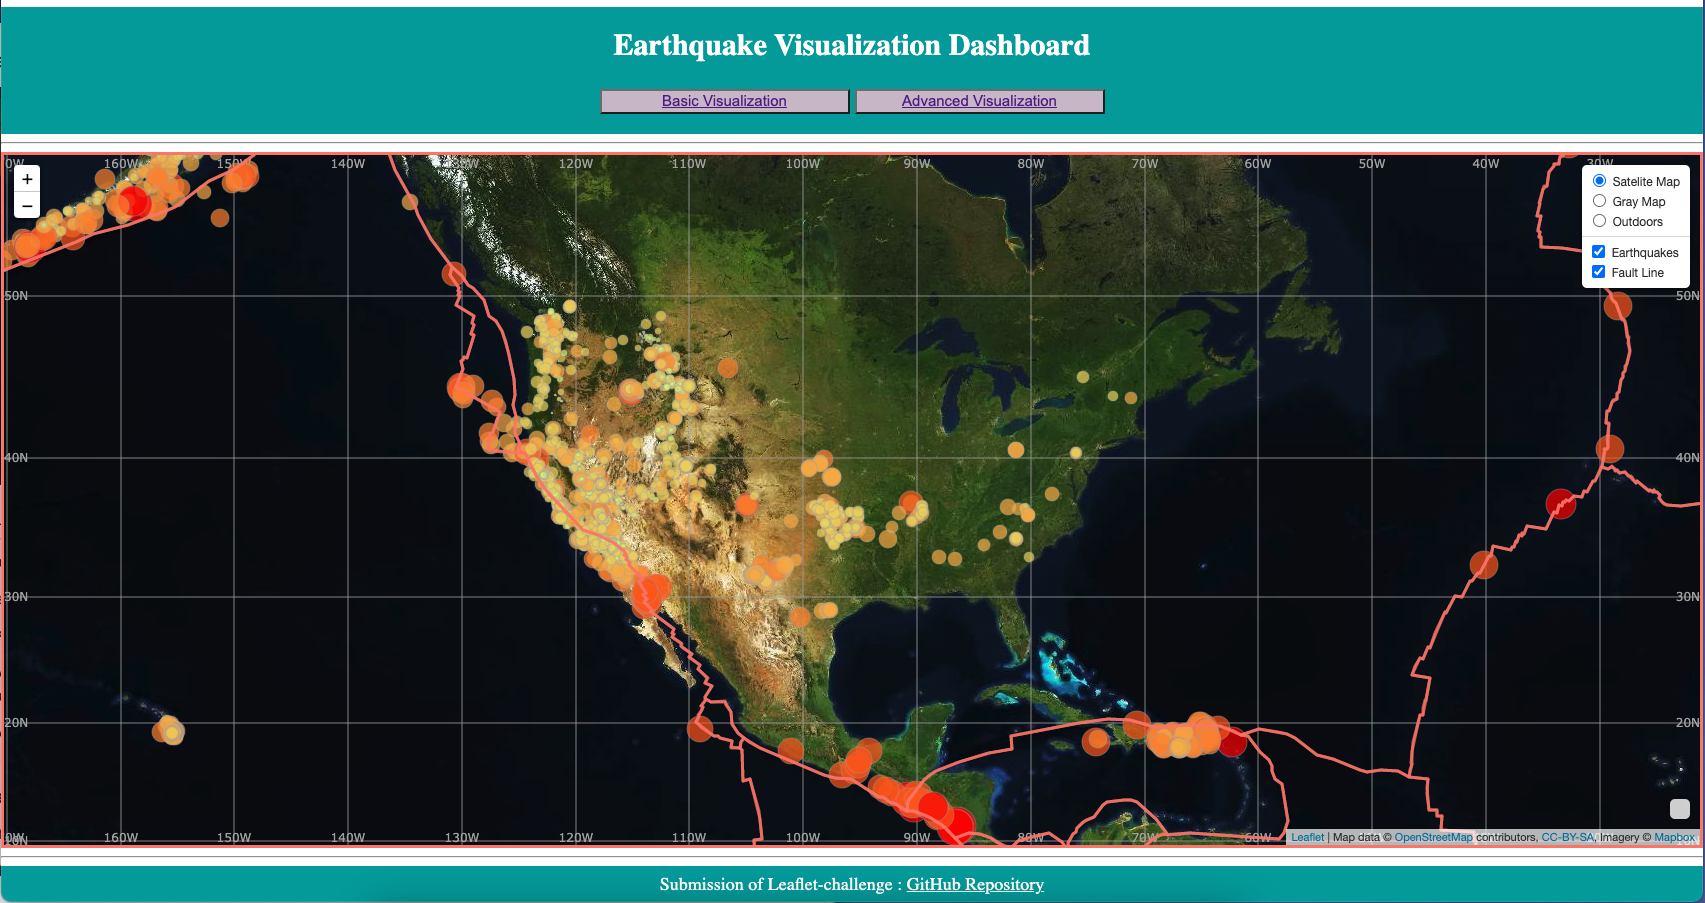 Earthquake Visualization Dashboard
Basic Visualization
Advanced Visualization
0W 160W 150W 140W 130W 120W 110W 100W 90W 80W 70W 60W 50W 40W 30W
+
−
Satelite Map
Gray Map
Outdoors
Earthquakes
Fault Line
50N 50N
40N 40N
30N 30N
20N 20N
160W 150W 140W 130W 120W 110W 100W 90W 80W 70W 60W
Leaflet | Map data © OpenStreetMap contributors, CC-BY-SA, Imagery © Mapbox
Submission of Leaflet-challenge : GitHub Repository